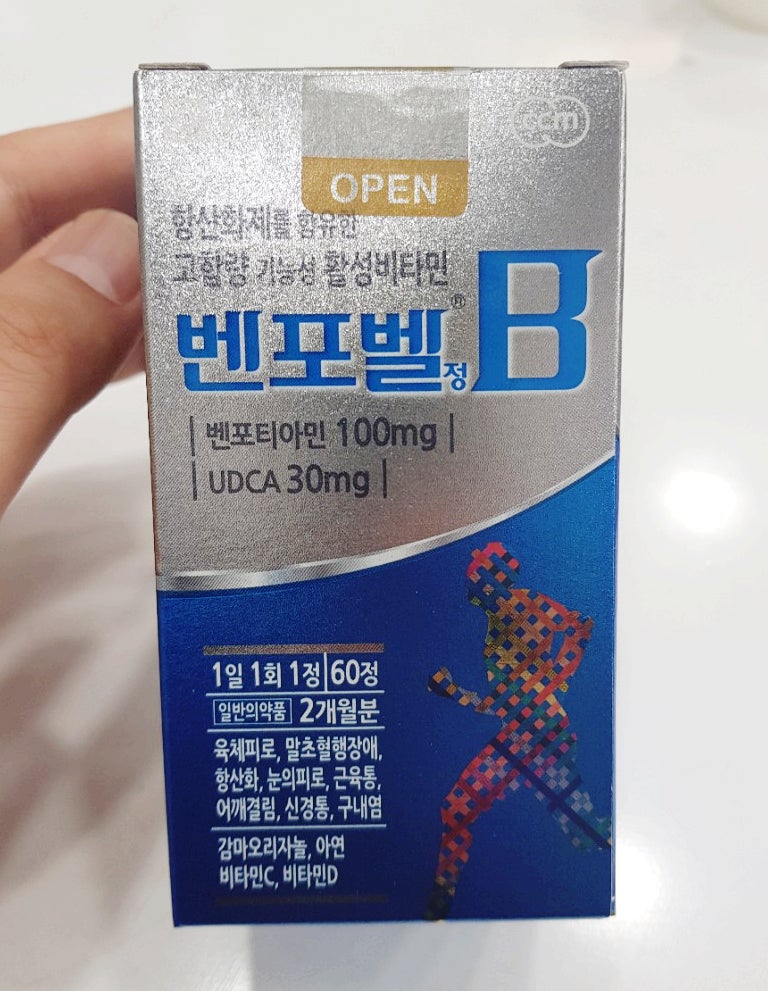 ccm
OPEN
항산화제를 함유한
고함량 기능성 활성비타민
벤포벨정® B
벤포티아민 100mg
UDCA 30mg
1일 1회 1정|60정
일반의약품 2개월분
육체피로, 말초혈행장애,
항산화, 눈의피로, 근육통,
어깨결림, 신경통, 구내염
감마오리자놀, 아연
비타민C, 비타민D